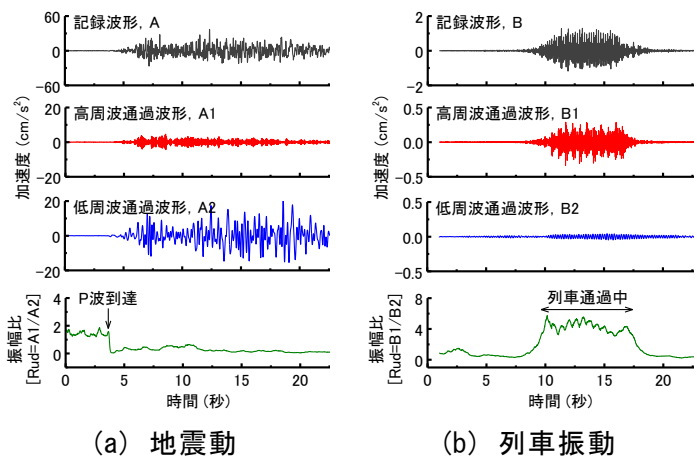 記録波形, A
60
0
-60
高周波通過波形, A1
20
0
20
低周波通過波形, A2
20
0
-20
加速度 (cm/s²)
P波到達
4
2
0
振幅比
[Rud=A1/A2]
0 5 10 15 20
時間 (秒)
(a) 地震動
記録波形, B
2
0
-2
高周波通過波形, B1
0.5
0.0
-0.5
低周波通過波形, B2
0.5
0.0
-0.5
加速度 (cm/s²)
列車通過中
8
4
0
振幅比
[Rud=B1/B2]
0 5 10 15 20
時間 (秒)
(b) 列車振動